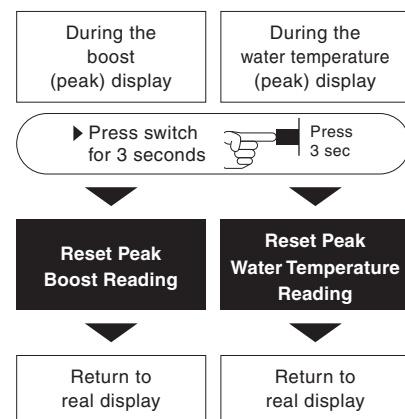 During the
boost
(peak) display
During the
water temperature
(peak) display
▶ Press switch
for 3 seconds
Press
3 sec
Reset Peak
Boost Reading
Reset Peak
Water Temperature
Reading
Return to
real display
Return to
real display